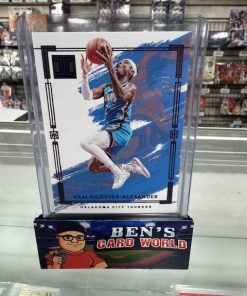 SHAI GILGEOUS-ALEXANDER
OKLAHOMA CITY THUNDER
BEN'S
CARD WORLD